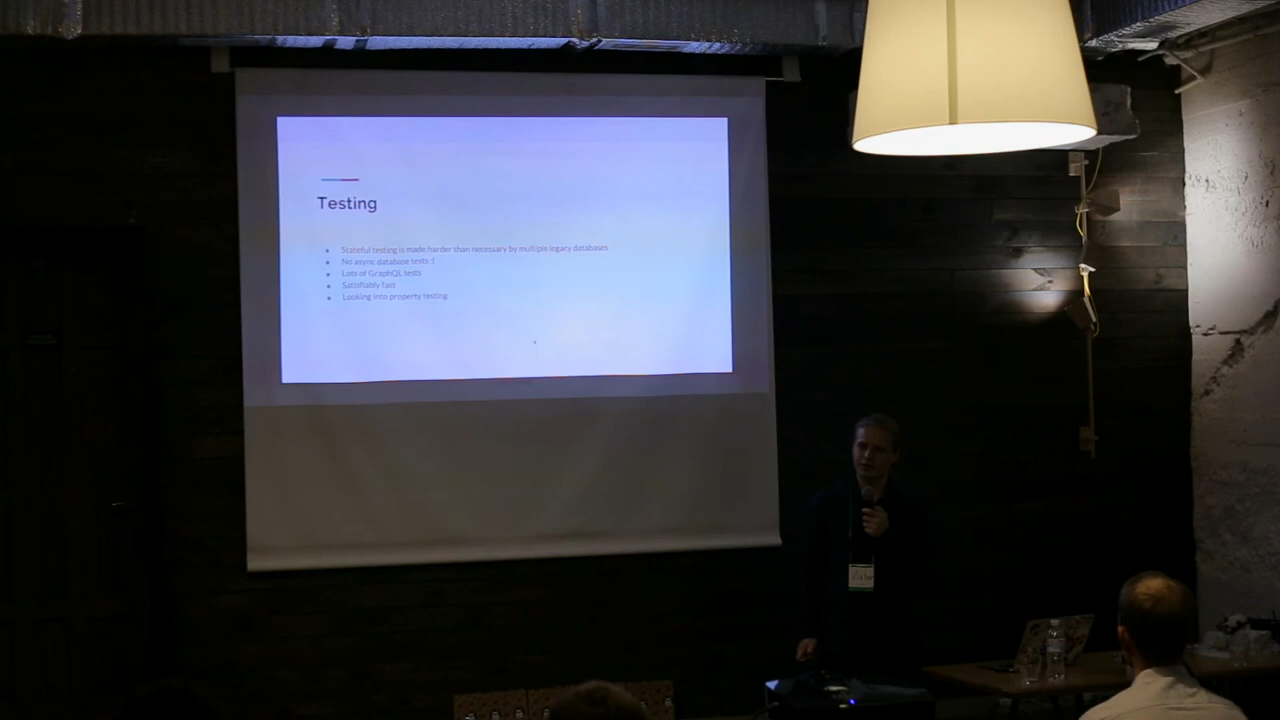 Testing
Stateful testing is made harder than necessary by multiple legacy databases
No async database tests :(
Lots of GraphQL tests
Satisfiably fast
Looking into property testing